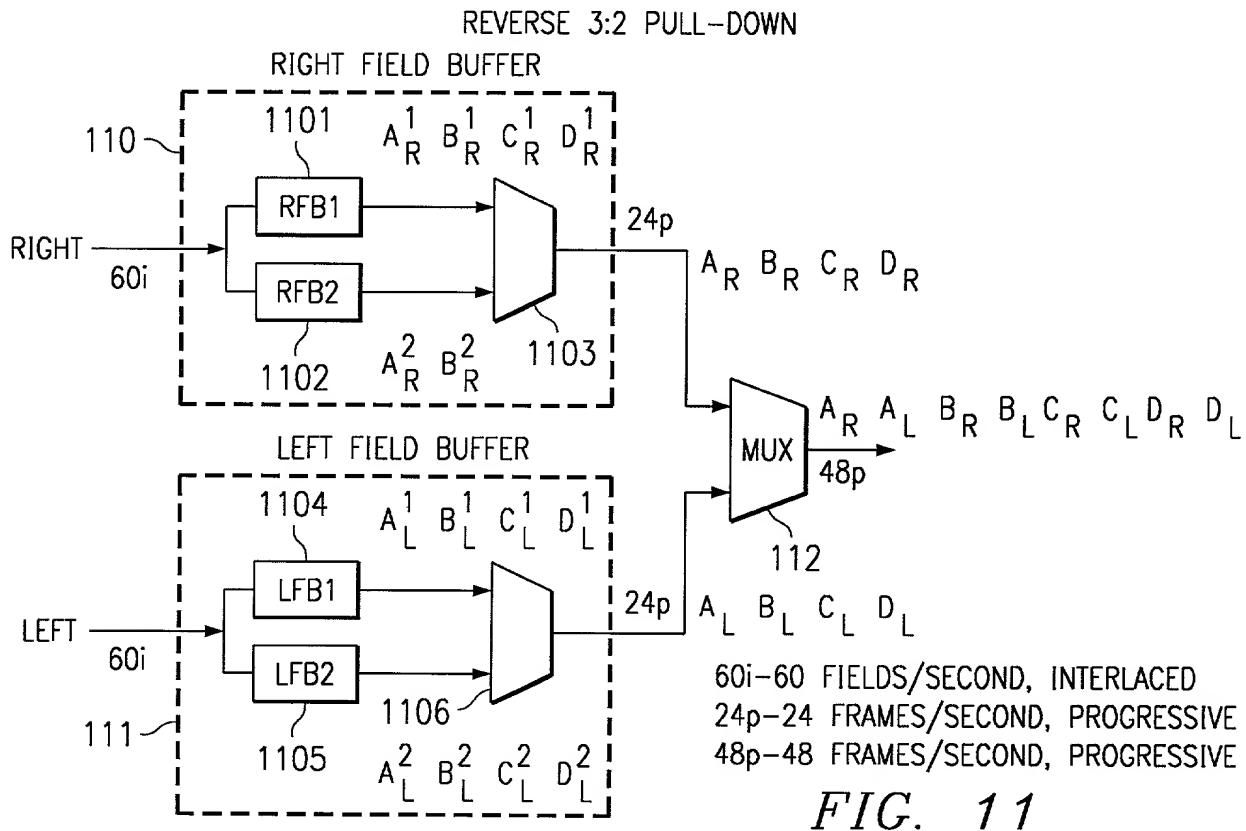 REVERSE 3:2 PULL-DOWN
RIGHT FIELD BUFFER
110
1101
A¹R B¹R C¹R D¹R
RFB1
RIGHT
60i
RFB2
1102
A²R B²R
1103
24p
AR BR CR DR
MUX
AR AL BR BL CR CL DR DL
48p
112
LEFT FIELD BUFFER
1104
A¹L B¹L C¹L D¹L
LFB1
LEFT
60i
LFB2
1105
111
A²L B²L C²L D²L
1106
24p
AL BL CL DL
60i-60 FIELDS/SECOND, INTERLACED
24p-24 FRAMES/SECOND, PROGRESSIVE
48p-48 FRAMES/SECOND, PROGRESSIVE
FIG. 11